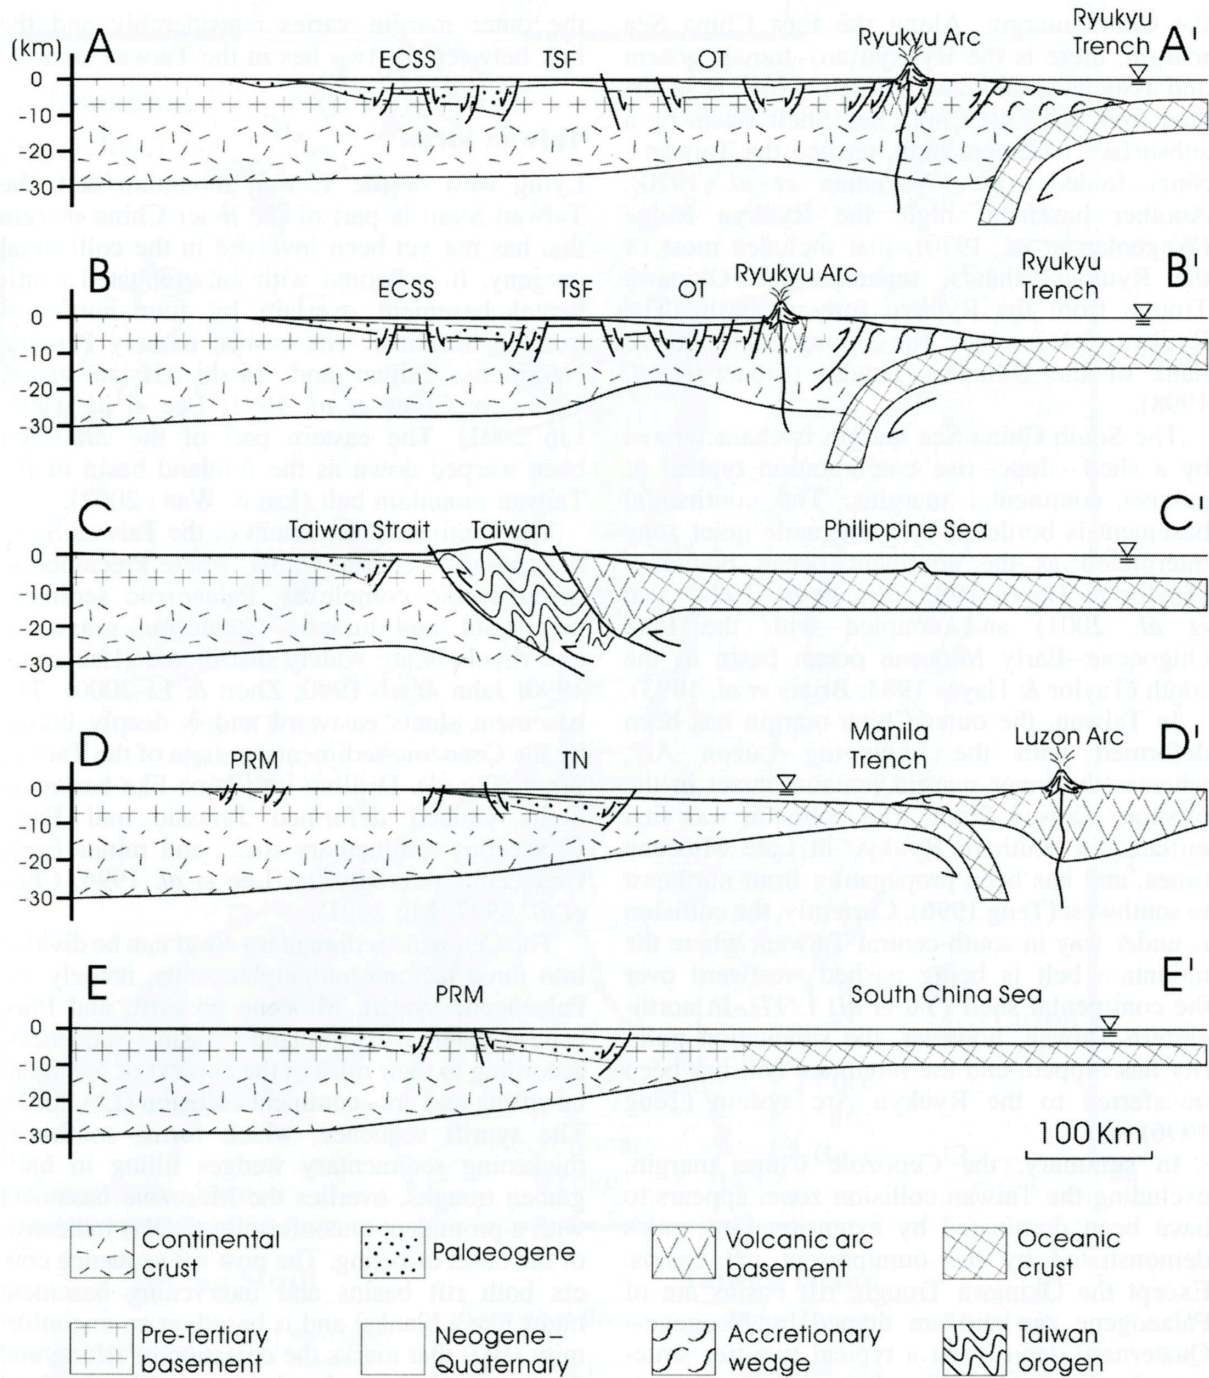 A
A'
(km)
ECSS
TSF
OT
Ryukyu Arc
Ryukyu
Trench
0
-10
-20
-30
B
B'
ECSS
TSF
OT
Ryukyu Arc
Ryukyu
Trench
0
-10
-20
-30
C
C'
Taiwan Strait
Taiwan
Philippine Sea
0
-10
-20
-30
D
D'
PRM
TN
Manila
Trench
Luzon Arc
0
-10
-20
-30
E
E'
PRM
South China Sea
0
-10
-20
-30
100 Km
Continental
crust
Palaeogene
Volcanic arc
basement
Oceanic
crust
Pre-Tertiary
basement
Neogene–
Quaternary
Accretionary
wedge
Taiwan
orogen